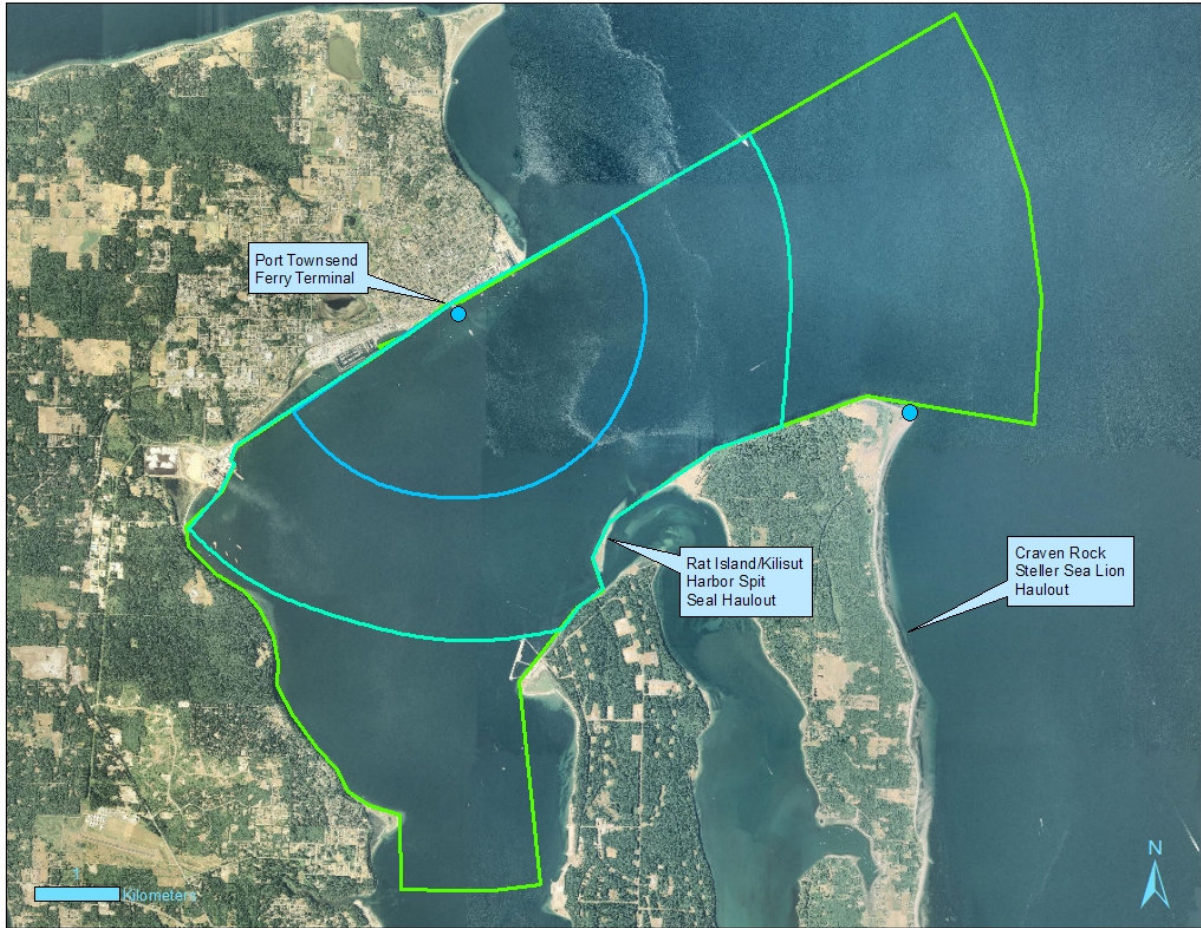 Port Townsend
Ferry Terminal
Rat Island/Kilisut
Harbor Spit
Seal Haulout
Craven Rock
Steller Sea Lion
Haulout
N
1
Kilometers